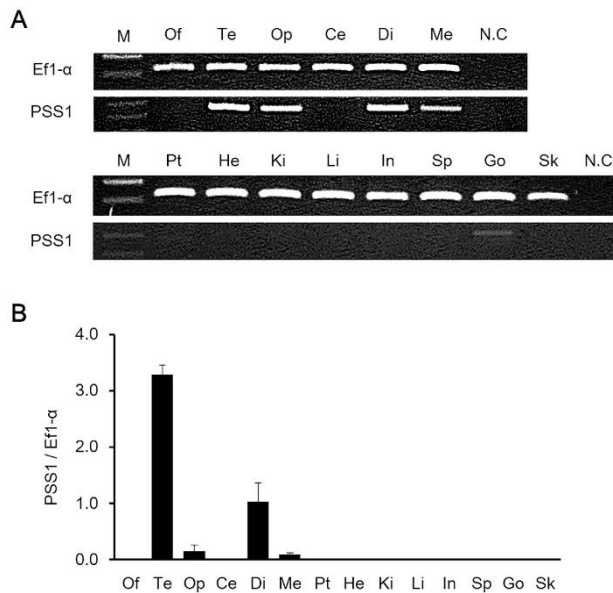 A
M Of Te Op Ce Di Me N.C
Ef1-α
PSS1
M Pt He Ki Li In Sp Go Sk N.C
Ef1-α
PSS1
B
PSS1 / Ef1-α
4.0
3.0
2.0
1.0
0.0
Of Te Op Ce Di Me Pt He Ki Li In Sp Go Sk